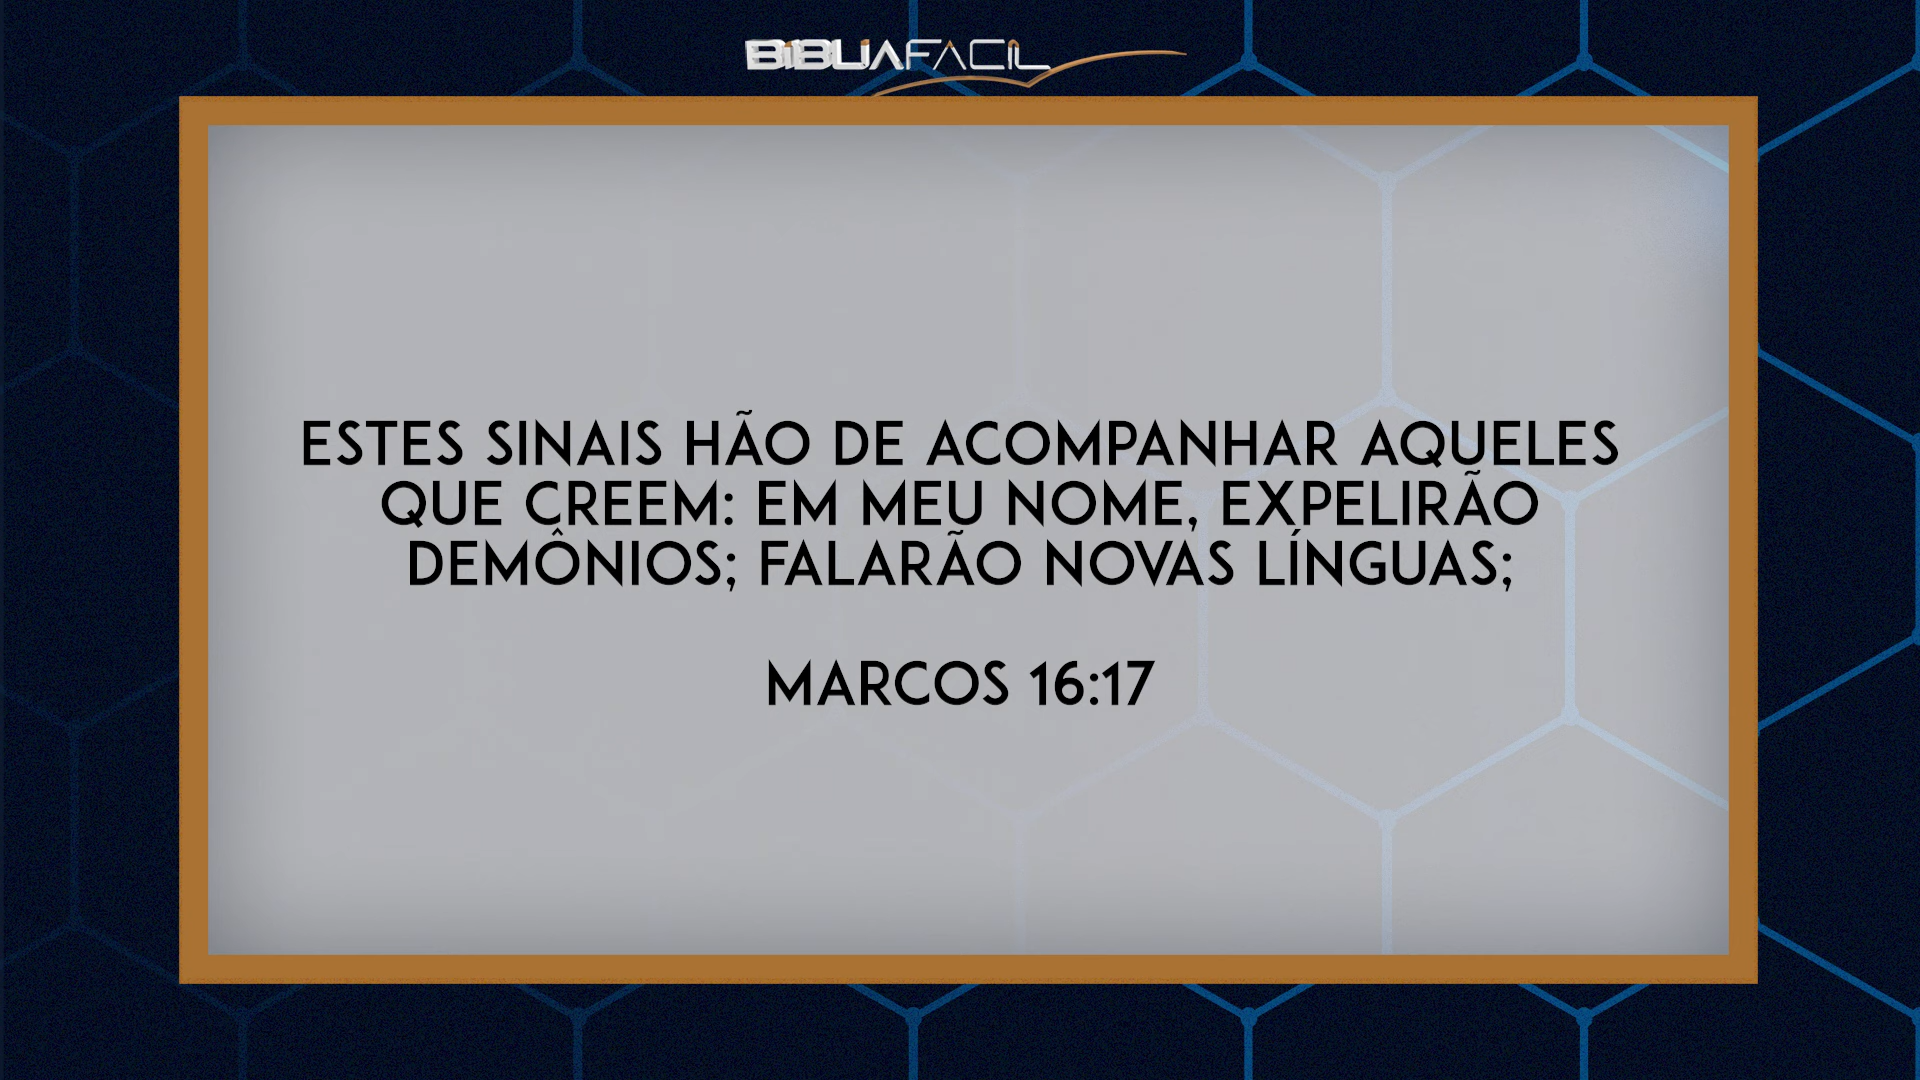 BIBLIAFACIL
ESTES SINAIS HÃO DE ACOMPANHAR AQUELES
QUE CREEM: EM MEU NOME, EXPELIRÃO
DEMÔNIOS; FALARÃO NOVAS LÍNGUAS;
MARCOS 16:17